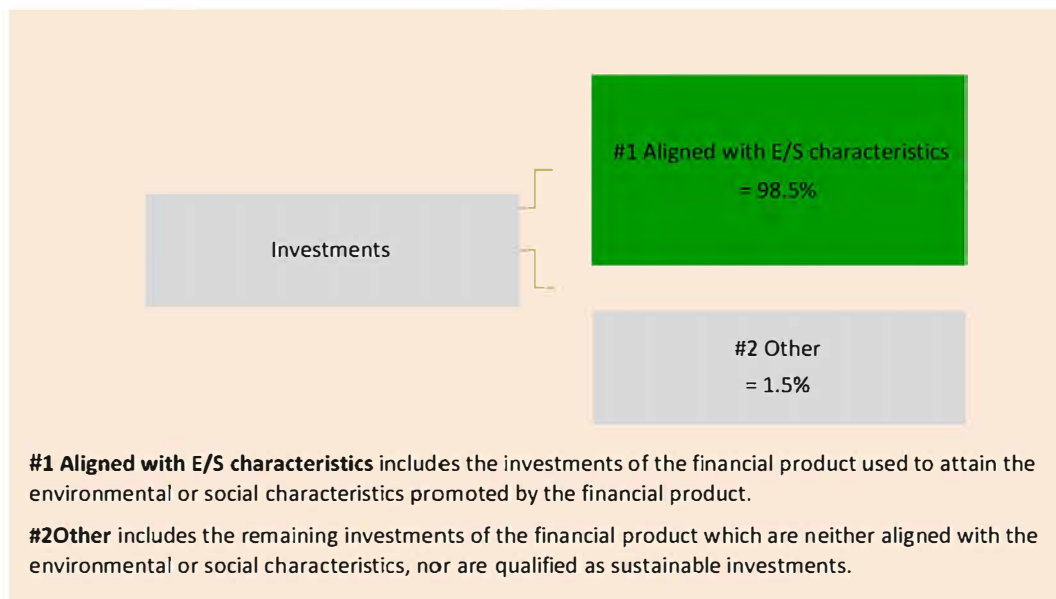 #1 Aligned with E/S characteristics
= 98.5%
Investments
#2 Other
= 1.5%
#1 Aligned with E/S characteristics includes the investments of the financial product used to attain the
environmental or social characteristics promoted by the financial product.
#2Other includes the remaining investments of the financial product which are neither aligned with the
environmental or social characteristics, nor are qualified as sustainable investments.